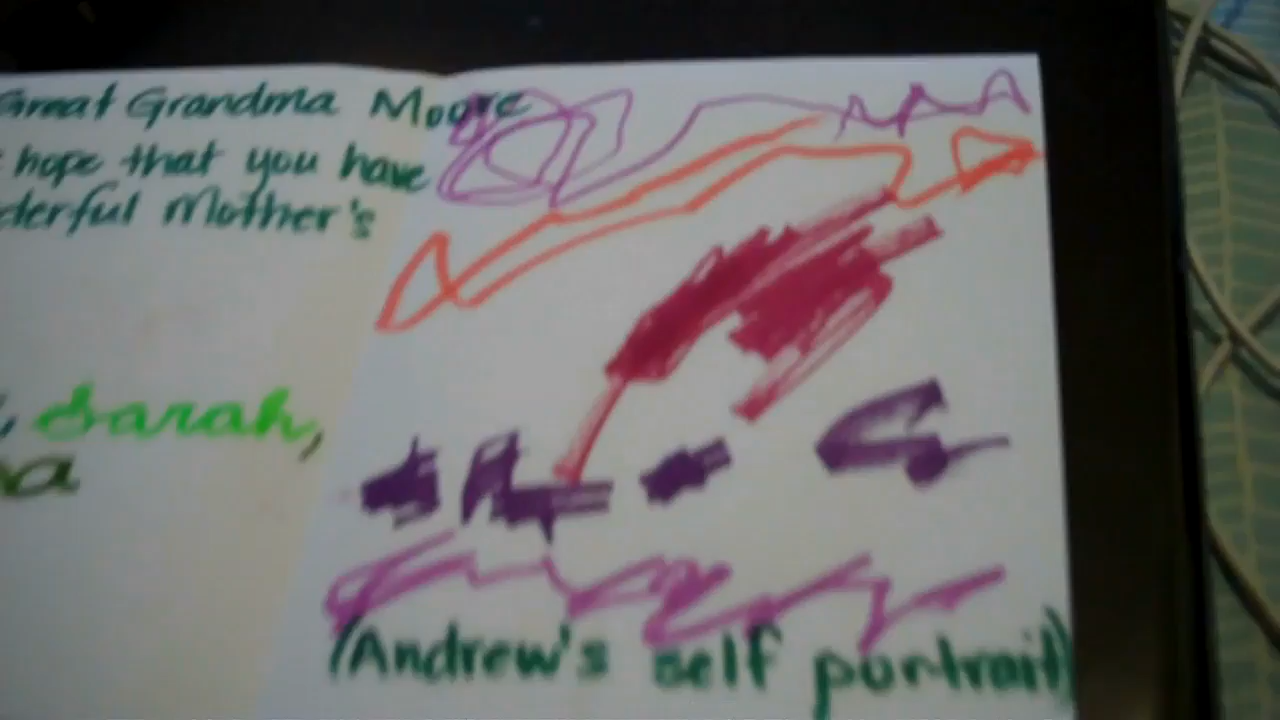 Great Grandma Moore
hope that you have
derful Mother's
, Sarah,
a
(Andrew's self portrait)